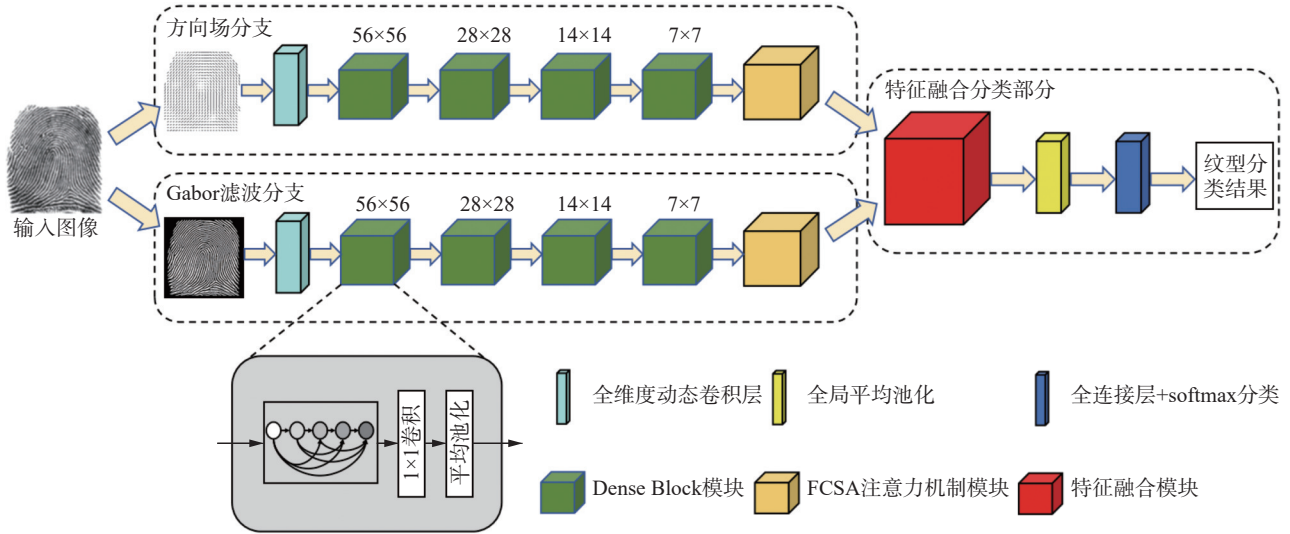 方向场分支
56×56
28×28
14×14
7×7
输入图像
Gabor滤波分支
56×56
28×28
14×14
7×7
特征融合分类部分
纹型分
类结果
1×1卷积
平均池化
全维度动态卷积层
全局平均池化
全连接层+softmax分类
Dense Block模块
FCSA注意力机制模块
特征融合模块